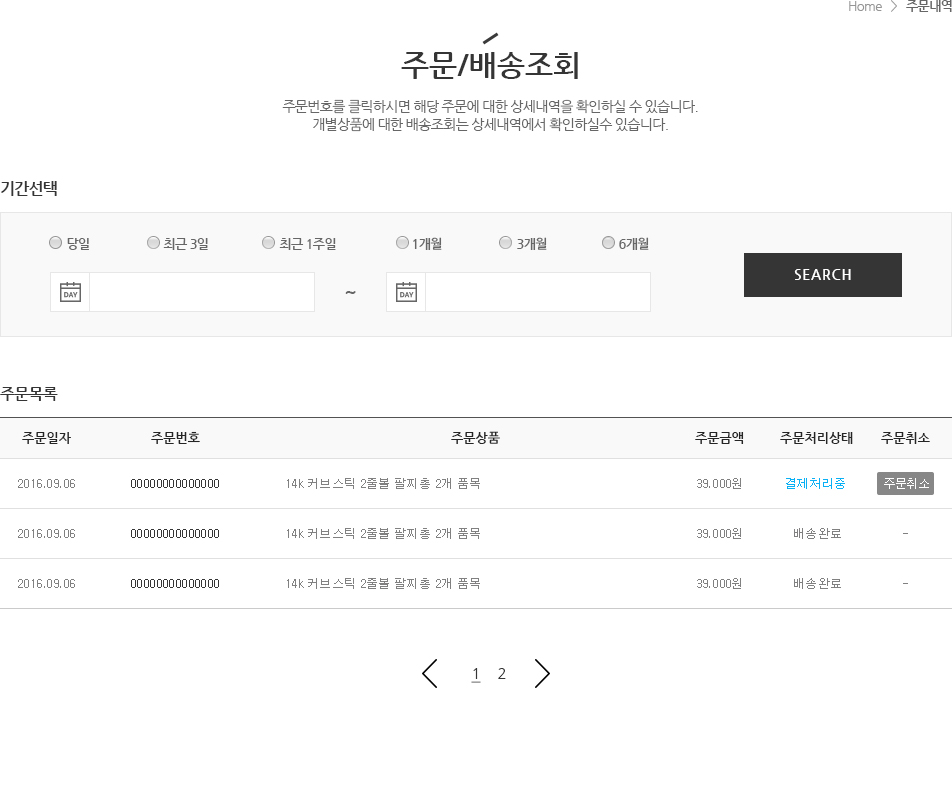 Home > 주문내역
주문/배송조회
주문번호를 클릭하시면 해당 주문에 대한 상세내역을 확인하실 수 있습니다.
개별상품에 대한 배송조회는 상세내역에서 확인하실수 있습니다.
기간선택
당일 최근 3일 최근 1주일 1개월 3개월 6개월
DAY ~ DAY SEARCH
주문목록
주문일자 주문번호 주문상품 주문금액 주문처리상태 주문취소
2016.09.06 00000000000000 14k 커브스틱 2줄볼 팔찌 총 2개 품목 39.000원 결제처리중 주문취소
2016.09.06 00000000000000 14k 커브스틱 2줄볼 팔찌 총 2개 품목 39.000원 배송완료 -
2016.09.06 00000000000000 14k 커브스틱 2줄볼 팔찌 총 2개 품목 39.000원 배송완료 -
1 2